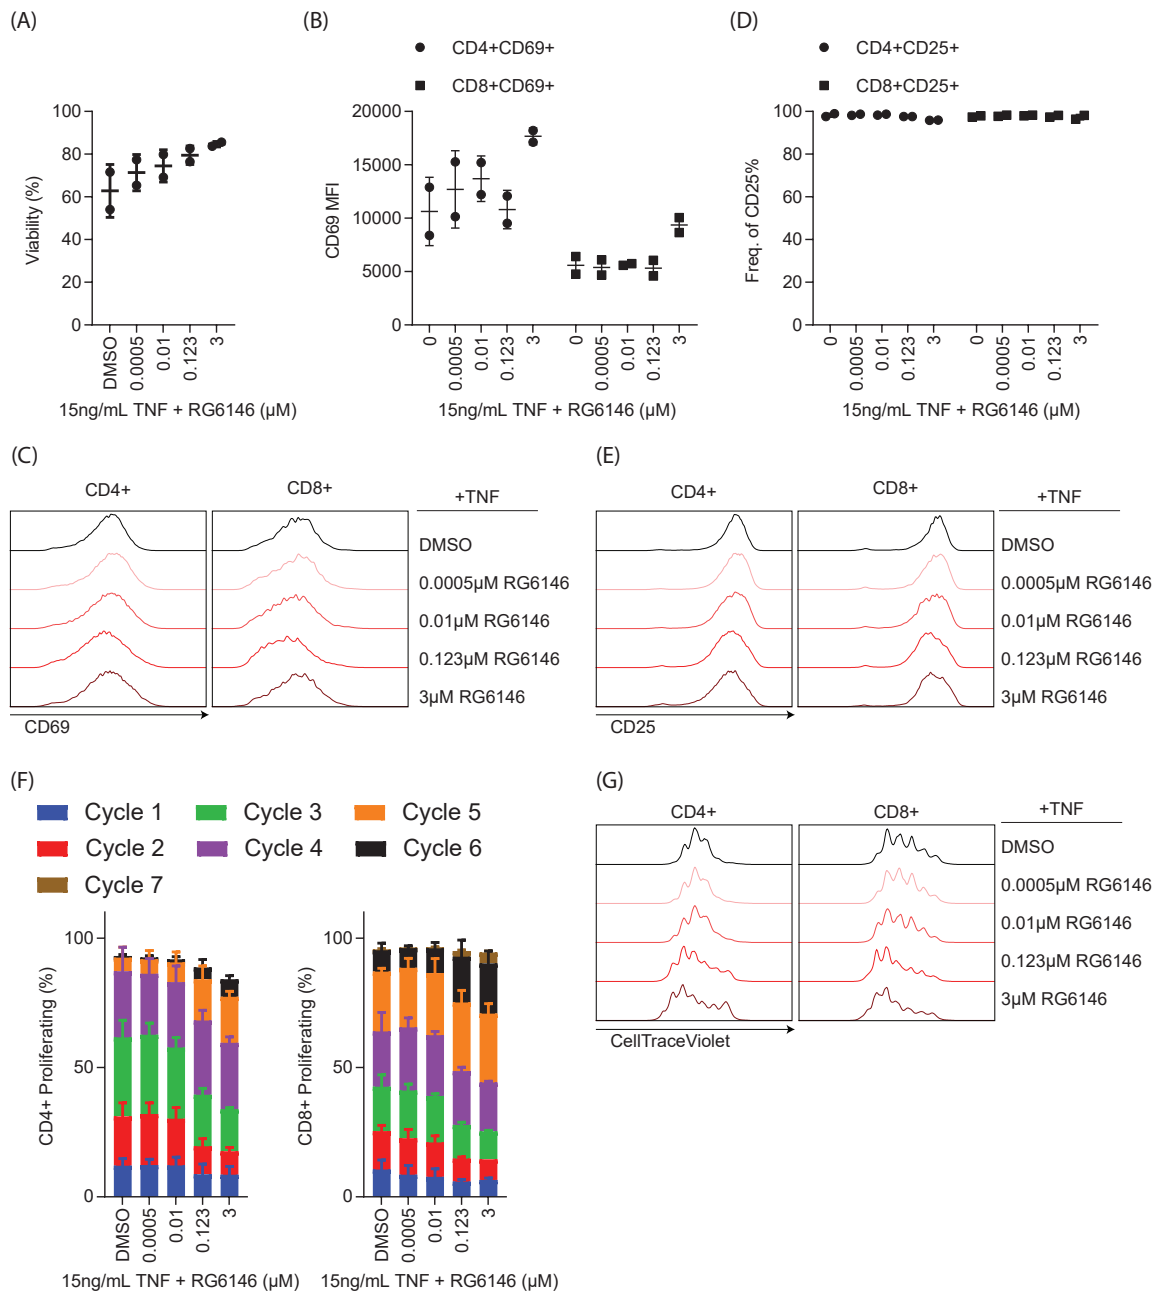 (A)
Viability (%)
100
80
60
40
20
0
DMSO
0.0005
0.01
0.123
3
15ng/mL TNF + RG6146 (µM)
(B)
CD4+CD69+
CD8+CD69+
CD69 MFI
20000
15000
10000
5000
0
0
0.0005
0.01
0.123
3
0
0.0005
0.01
0.123
3
15ng/mL TNF + RG6146 (µM)
(D)
CD4+CD25+
CD8+CD25+
Freq. of CD25%
100
80
60
40
20
0
0
0.0005
0.01
0.123
3
0
0.0005
0.01
0.123
3
15ng/mL TNF + RG6146 (µM)
(C)
CD4+
CD8+
+TNF
DMSO
0.0005µM RG6146
0.01µM RG6146
0.123µM RG6146
3µM RG6146
CD69
(E)
CD4+
CD8+
+TNF
DMSO
0.0005µM RG6146
0.01µM RG6146
0.123µM RG6146
3µM RG6146
CD25
(F)
Cycle 1
Cycle 3
Cycle 5
Cycle 2
Cycle 4
Cycle 6
Cycle 7
CD4+ Proliferating (%)
100
50
0
DMSO
0.0005
0.01
0.123
3
15ng/mL TNF + RG6146 (µM)
CD8+ Proliferating (%)
100
50
0
DMSO
0.0005
0.01
0.123
3
15ng/mL TNF + RG6146 (µM)
(G)
CD4+
CD8+
+TNF
DMSO
0.0005µM RG6146
0.01µM RG6146
0.123µM RG6146
3µM RG6146
CellTraceViolet